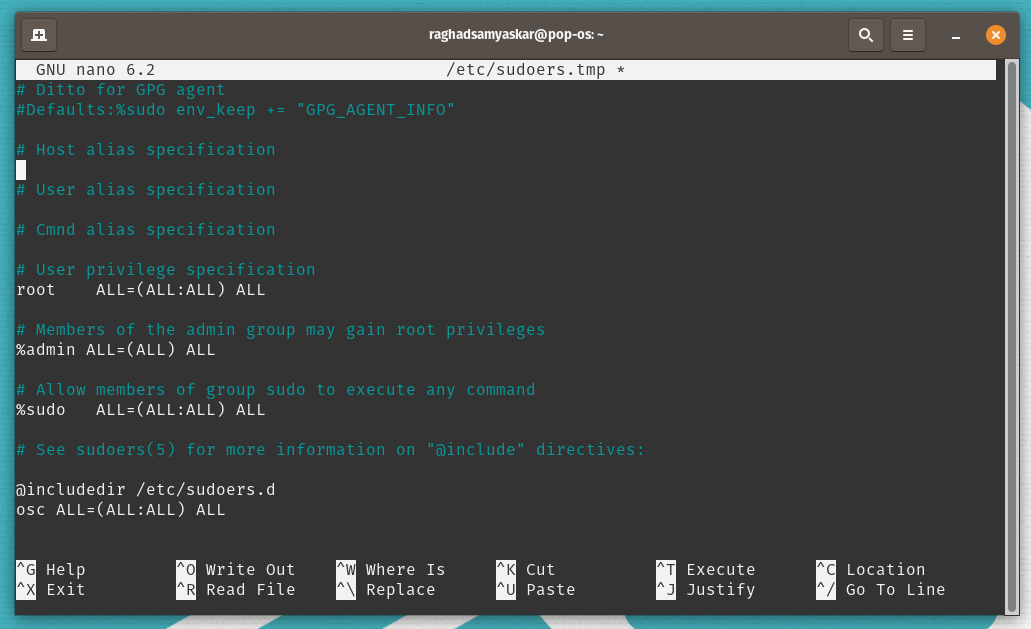 raghadsamyaskar@pop-os: ~
GNU nano 6.2 /etc/sudoers.tmp *
# Ditto for GPG agent
#Defaults:%sudo env_keep += "GPG_AGENT_INFO"
# Host alias specification
# User alias specification
# Cmnd alias specification
# User privilege specification
root    ALL=(ALL:ALL) ALL
# Members of the admin group may gain root privileges
%admin ALL=(ALL) ALL
# Allow members of group sudo to execute any command
%sudo   ALL=(ALL:ALL) ALL
# See sudoers(5) for more information on "@include" directives:
@includedir /etc/sudoers.d
osc ALL=(ALL:ALL) ALL
^G Help ^O Write Out ^W Where Is ^K Cut ^T Execute ^C Location
^X Exit ^R Read File ^\ Replace ^U Paste ^J Justify ^/ Go To Line